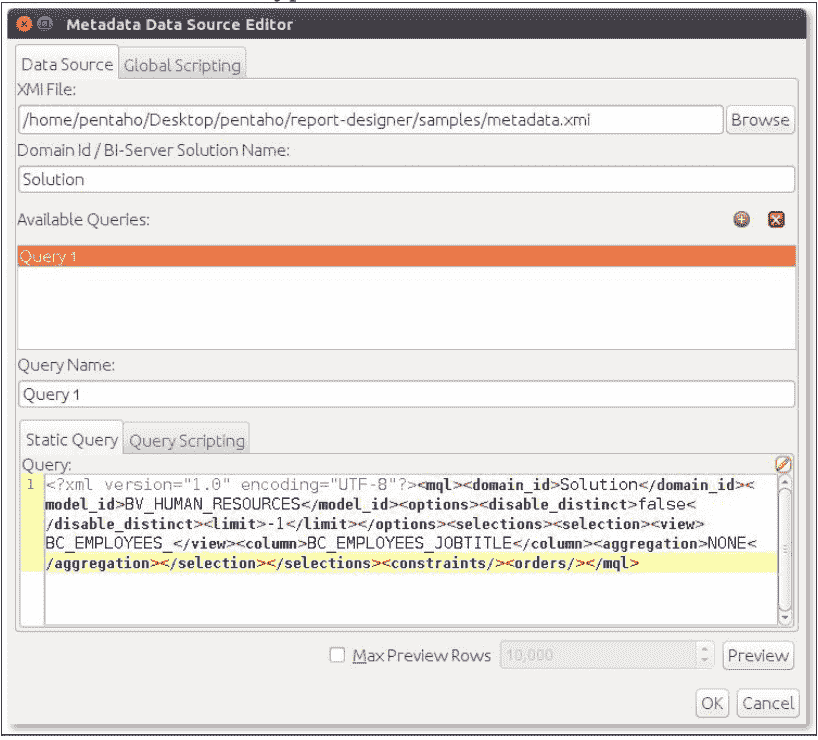 Metadata Data Source Editor
Data Source Global Scripting
XMI File:
/home/pentaho/Desktop/pentaho/report-designer/samples/metadata.xmi Browse
Domain Id / BI-Server Solution Name:
Solution
Available Queries:
Query 1
Query Name:
Query 1
Static Query Query Scripting
Query:
1 <?xml version="1.0" encoding="UTF-8"?><mql><domain_id>Solution</domain_id><
model_id>BV_HUMAN_RESOURCES</model_id><options><disable_distinct>false<
/disable_distinct><limit>-1</limit></options><selections><selection><view>
BC_EMPLOYEES_</view><column>BC_EMPLOYEES_JOBTITLE</column><aggregation>NONE<
/aggregation></selection></selections><constraints/><orders/></mql>
Max Preview Rows 10,000 Preview
OK Cancel